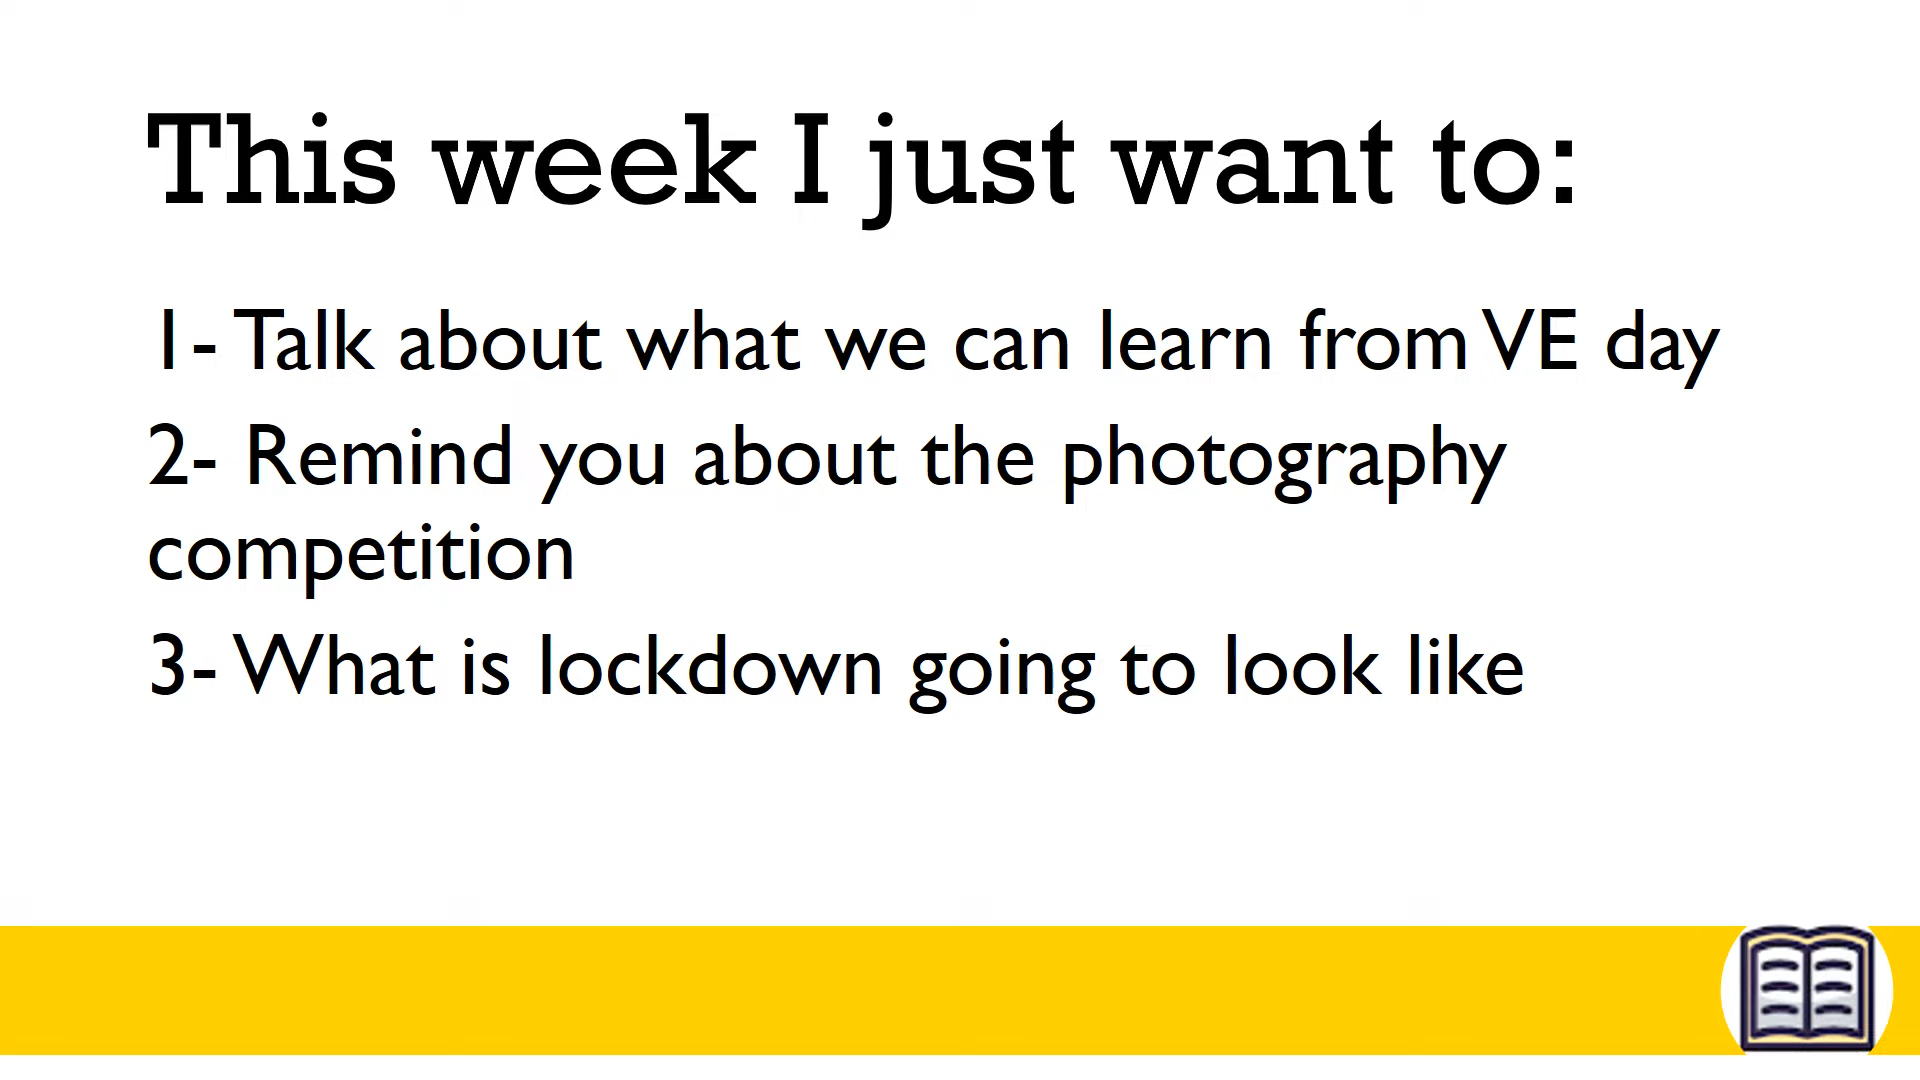 This week I just want to:
1- Talk about what we can learn from VE day
2- Remind you about the photography
competition
3- What is lockdown going to look like